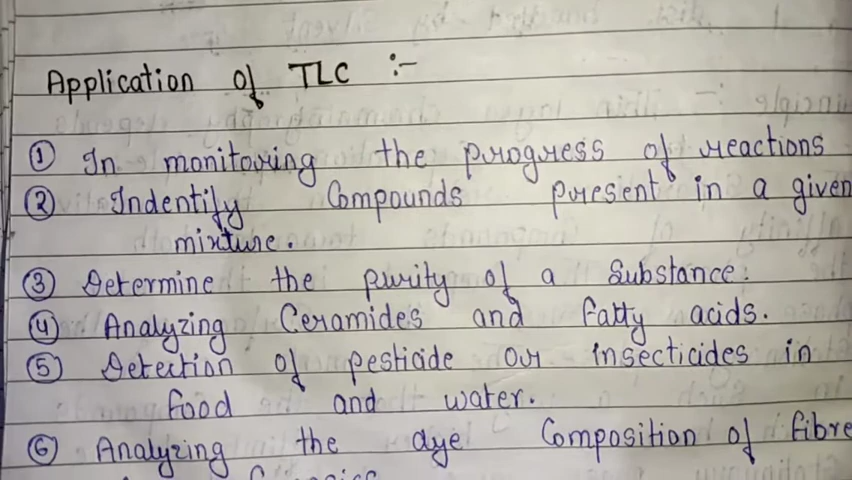 Application of TLC :-
① In monitoring the progress of reactions
② Indentify Compounds present in a given
mixture.
③ Determine the purity of a Substance.
④ Analyzing Ceramides and fatty acids.
⑤ Detection of pesticide or insecticides in
food and water.
⑥ Analyzing the dye Composition of fibre